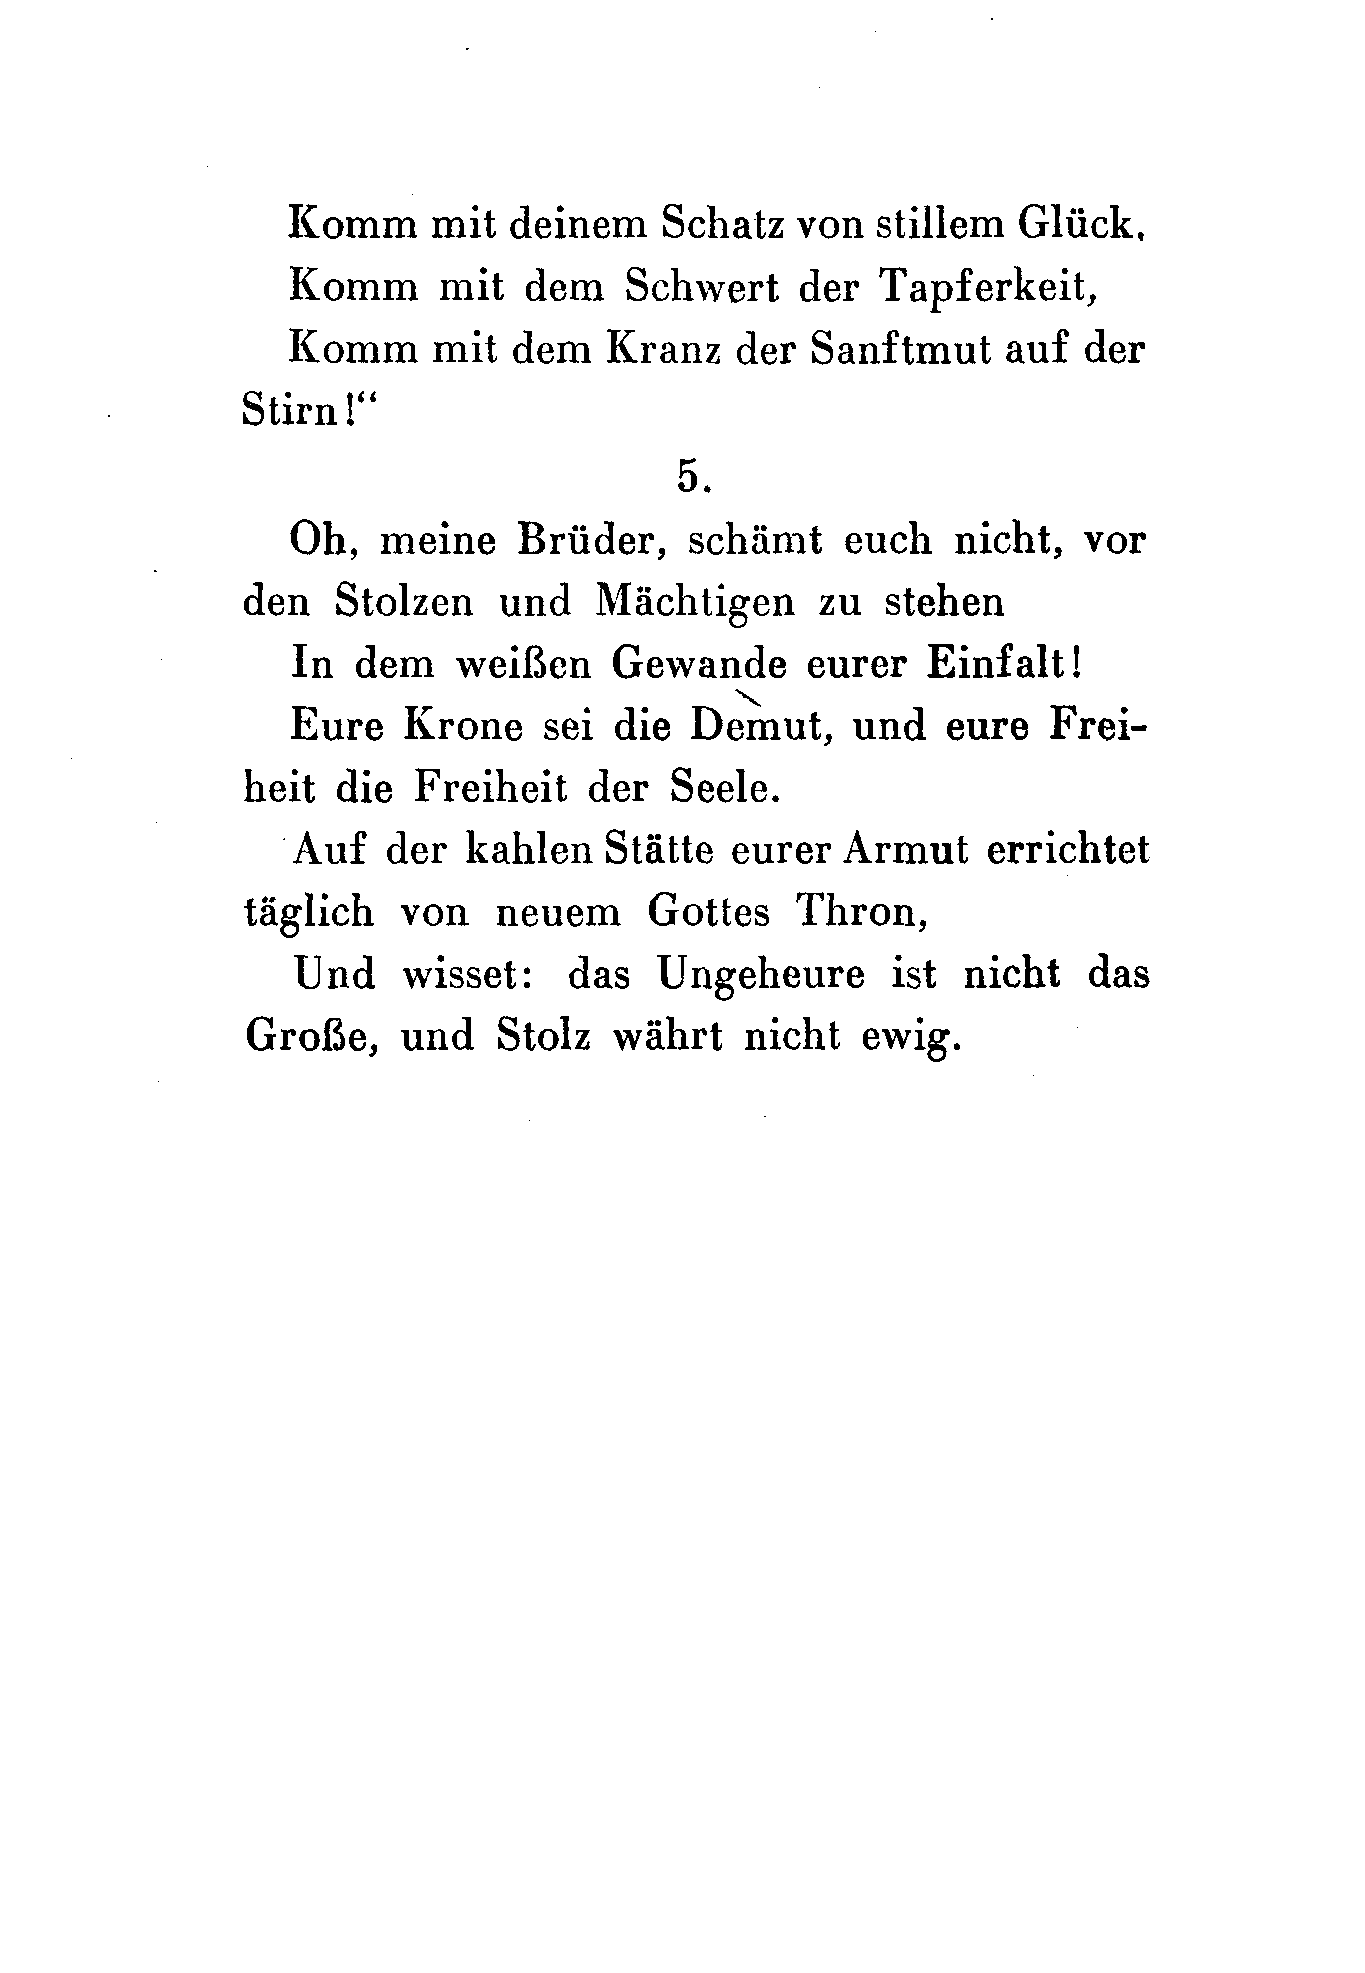 Komm mit deinem Schatz von stillem Glück,
Komm mit dem Schwert der Tapferkeit,
Komm mit dem Kranz der Sanftmut auf der
Stirn!“
5.
Oh, meine Brüder, schämt euch nicht, vor
den Stolzen und Mächtigen zu stehen
In dem weißen Gewande eurer Einfalt!
Eure Krone sei die Demut, und eure Frei-
heit die Freiheit der Seele.
Auf der kahlen Stätte eurer Armut errichtet
täglich von neuem Gottes Thron,
Und wisset: das Ungeheure ist nicht das
Große, und Stolz währt nicht ewig.